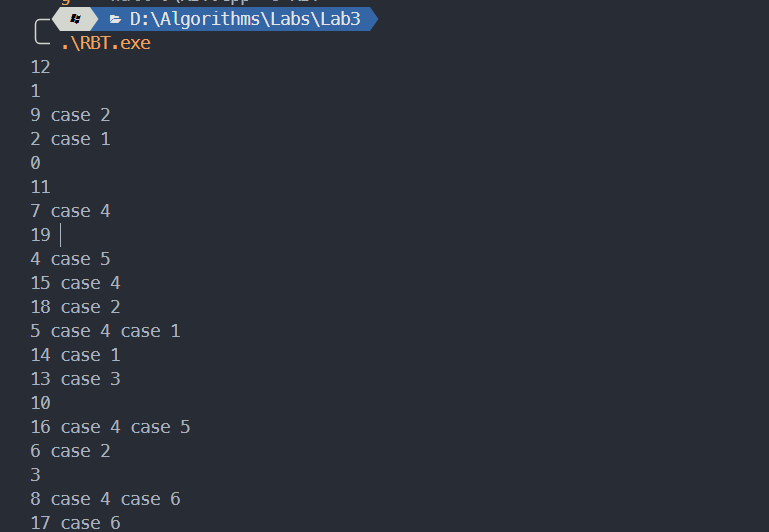 D:\Algorithms\Labs\Lab3
.\RBT.exe
12
1
9 case 2
2 case 1
0
11
7 case 4
19
4 case 5
15 case 4
18 case 2
5 case 4 case 1
14 case 1
13 case 3
10
16 case 4 case 5
6 case 2
3
8 case 4 case 6
17 case 6